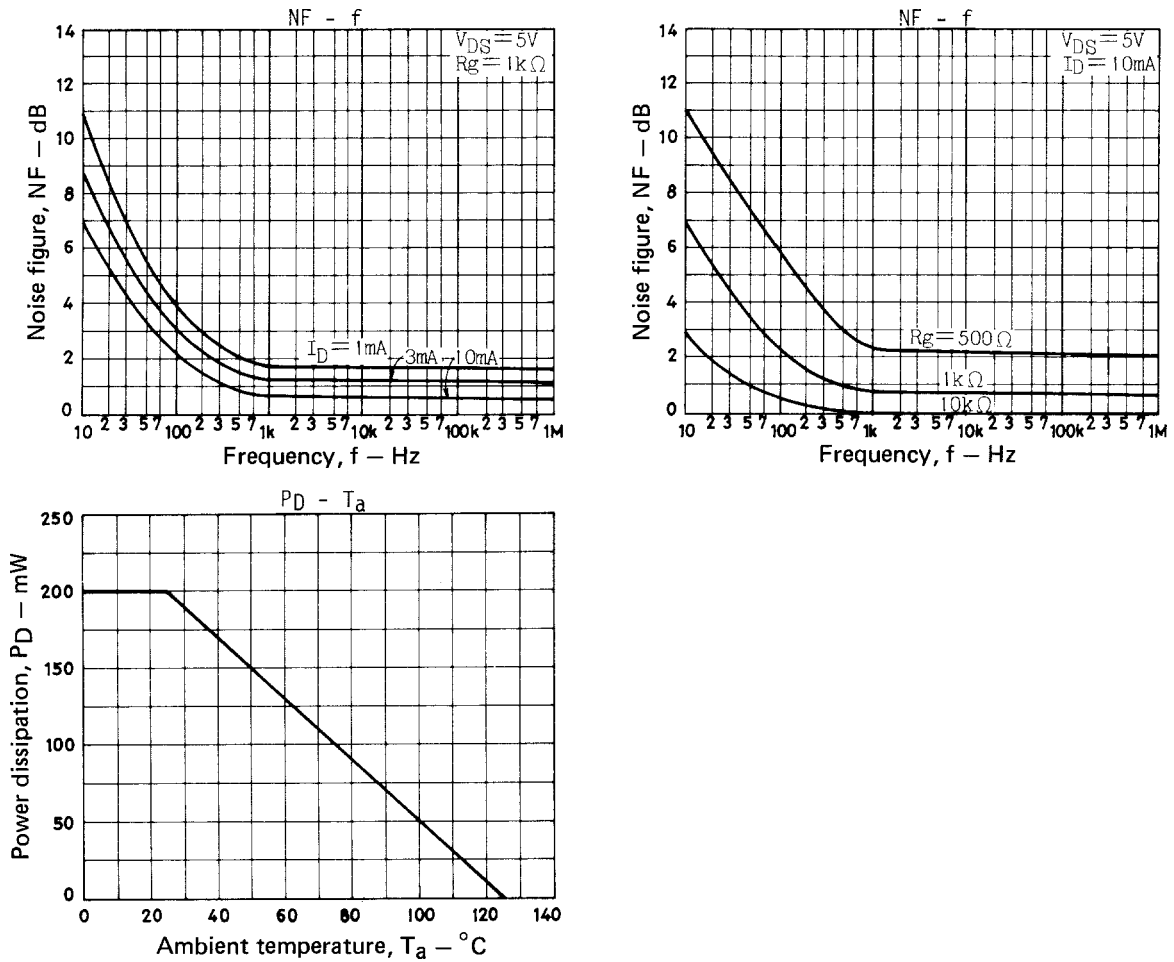 NF - f
V_DS=5V
Rg=1kΩ
Noise figure, NF – dB
14
12
10
8
6
4
2
0
I_D=1mA
3mA
10mA
10 2 3 5 7 100 2 3 5 7 1k 2 3 5 7 10k 2 3 5 7 100k 2 3 5 7 1M
Frequency, f – Hz
NF - f
V_DS=5V
I_D=10mA
Noise figure, NF – dB
14
12
10
8
6
4
2
0
Rg=500Ω
1kΩ
10kΩ
10 2 3 5 7 100 2 3 5 7 1k 2 3 5 7 10k 2 3 5 7 100k 2 3 5 7 1M
Frequency, f – Hz
P_D - T_a
Power dissipation, P_D – mW
250
200
150
100
50
0
0 20 40 60 80 100 120 140
Ambient temperature, T_a – °C